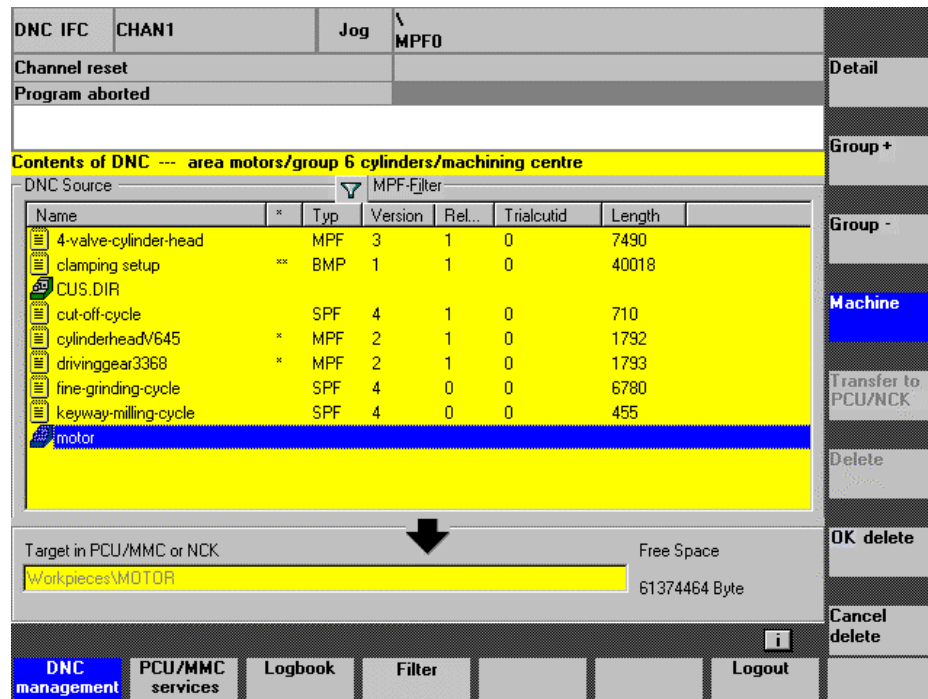 DNC IFC CHAN1 Jog \
MPF0
Channel reset
Program aborted
Contents of DNC --- area motors/group 6 cylinders/machining centre
DNC Source MPF-Filter
Name * Typ Version Rel... Trialcutid Length
4-valve-cylinder-head MPF 3 1 0 7490
clamping setup ** BMP 1 1 0 40018
CUS.DIR
cut-off-cycle SPF 4 1 0 710
cylinderheadV645 * MPF 2 1 0 1792
drivinggear3368 * MPF 2 1 0 1793
fine-grinding-cycle SPF 4 0 0 6780
keyway-milling-cycle SPF 4 0 0 455
motor
Target in PCU/MMC or NCK Free Space
Workpieces\MOTOR
61374464 Byte
i
Detail
Group +
Group -
Machine
Transfer to
PCU/NCK
Delete
OK delete
Cancel
delete
DNC
management
PCU/MMC
services
Logbook
Filter
Logout